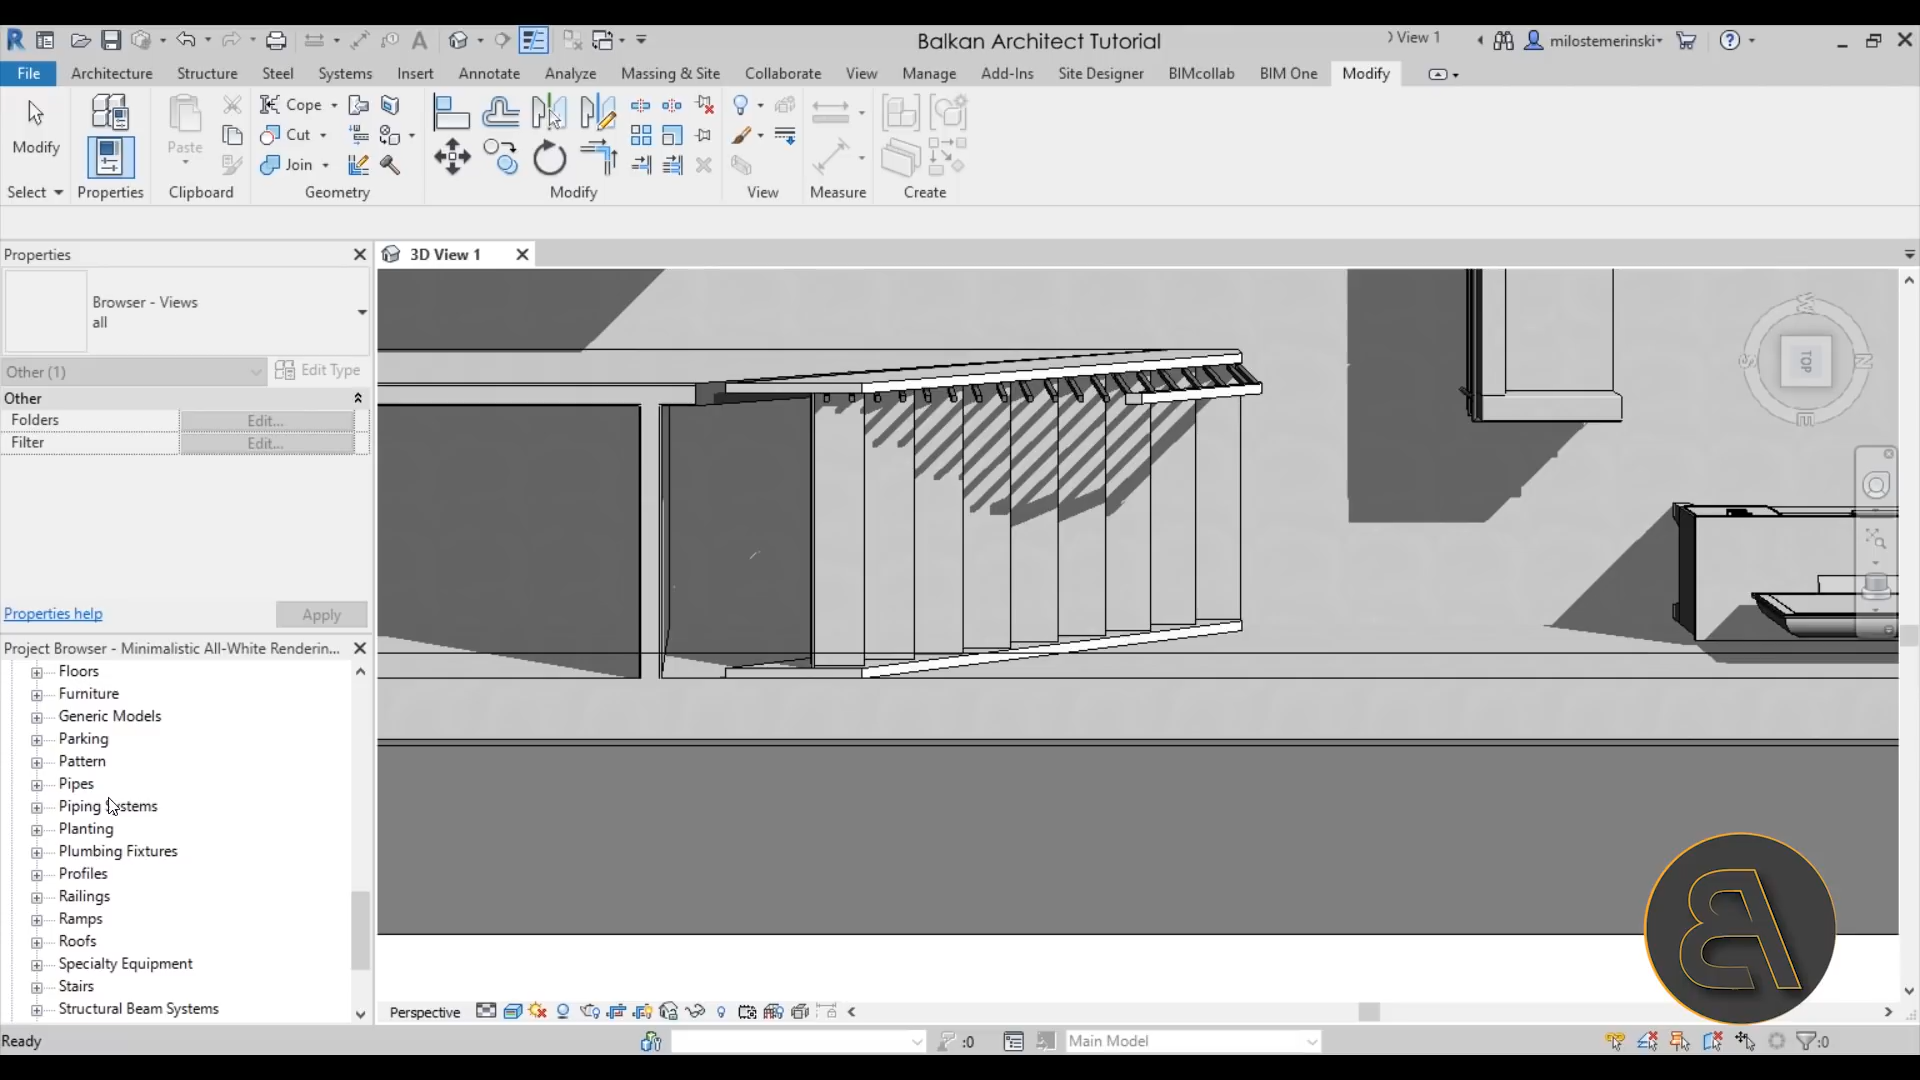 Balkan Architect Tutorial
View 1
milostemerinski
File
Architecture
Structure
Steel
Systems
Insert
Annotate
Analyze
Massing & Site
Collaborate
View
Manage
Add-Ins
Site Designer
BIMcollab
BIM One
Modify
Modify
Paste
Cope
Cut
Join
Select
Properties
Clipboard
Geometry
Modify
View
Measure
Create
Properties
Browser - Views
all
Other (1)
Edit Type
Other
Folders
Edit...
Filter
Edit...
Properties help
Apply
3D View 1
TOP
W
S
N
E
Project Browser - Minimalistic All-White Renderin...
Floors
Furniture
Generic Models
Parking
Pattern
Pipes
Piping Systems
Planting
Plumbing Fixtures
Profiles
Railings
Ramps
Roofs
Specialty Equipment
Stairs
Structural Beam Systems
Perspective
Ready
:0
Main Model
:0